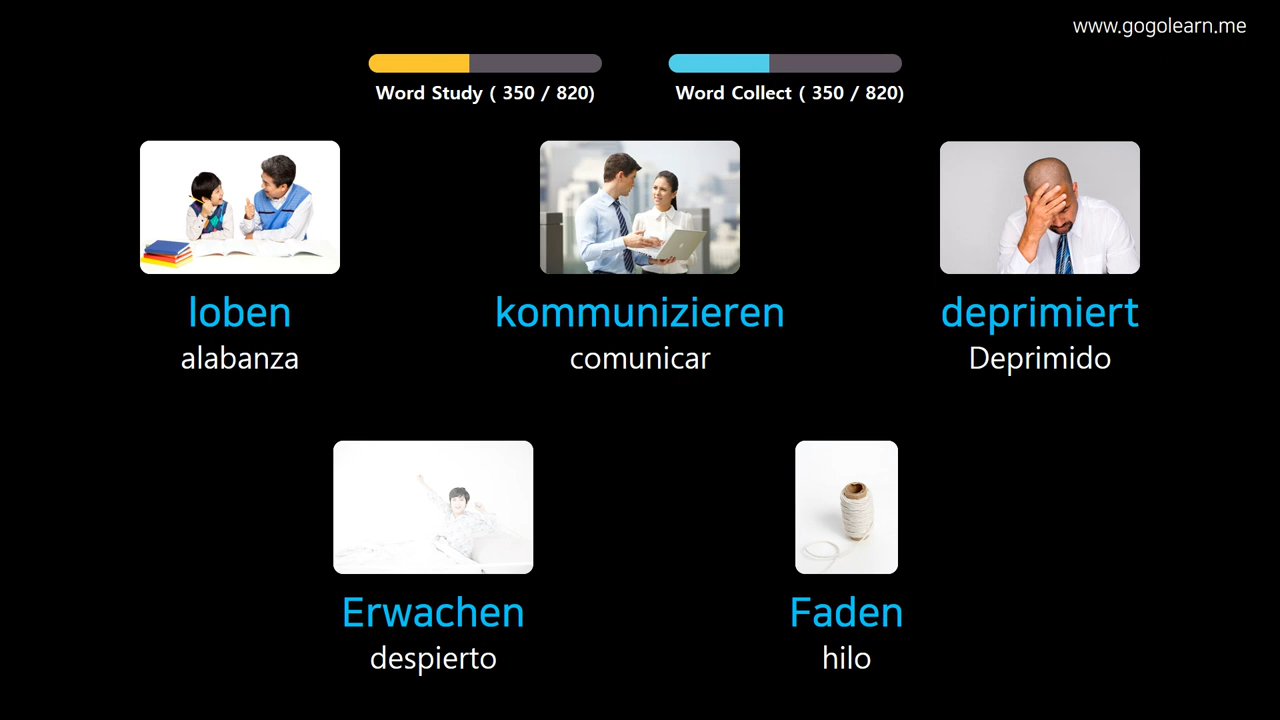 www.gogolearn.me
Word Study ( 350 / 820)
Word Collect ( 350 / 820)
loben
alabanza
kommunizieren
comunicar
deprimiert
Deprimido
Erwachen
despierto
Faden
hilo